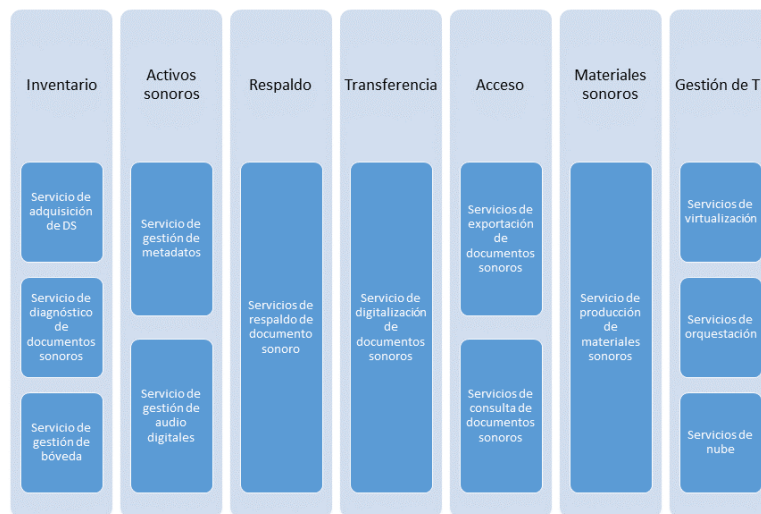 Inventario
Servicio de
adquisición
de DS
Servicio de
diagnóstico
de
documentos
sonoros
Servicio de
gestión de
bóveda
Activos
sonoros
Servicio de
gestión de
metadatos
Servicio de
gestión de
audio
digitales
Respaldo
Servicios de
respaldo de
documento
sonoro
Transferencia
Servicio de
digitalización
de
documentos
sonoros
Acceso
Servicios de
exportación
de
documentos
sonoros
Servicios de
consulta de
documentos
sonoros
Materiales
sonoros
Servicio de
producción
de
materiales
sonoros
Gestión de T
Servicios de
virtualización
Servicios de
orquestación
Servicios de
nube